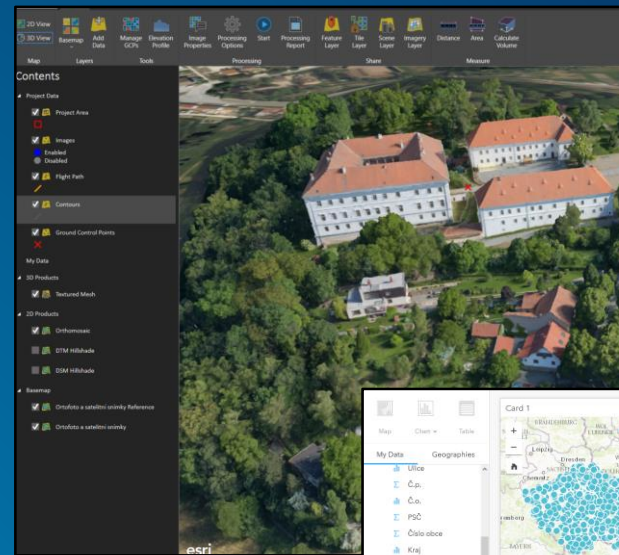 2D View
3D View
Basemap
Add Data
Manage GCPs
Elevation Profile
Image Properties
Processing Options
Start
Processing Report
Feature Layer
Tile Layer
Scene Layer
Imagery Layer
Distance
Area
Calculate Volume
Map
Layers
Tools
Processing
Share
Measure
Contents
Project Data
Project Area
Images
Enabled
Disabled
Flight Path
Contours
Ground Control Points
My Data
3D Products
Textured Mesh
2D Products
Orthomosaic
DTM Hillshade
DSM Hillshade
Basemap
Ortofoto a satelitní snímky Reference
Ortofoto a satelitní snímky
esri
Map
Chart
Table
My Data
Geographies
Ulice
Č.p.
Č.o.
PSČ
Číslo obce
Kraj
Card 1
Leipzig
Dresden
Chemnitz